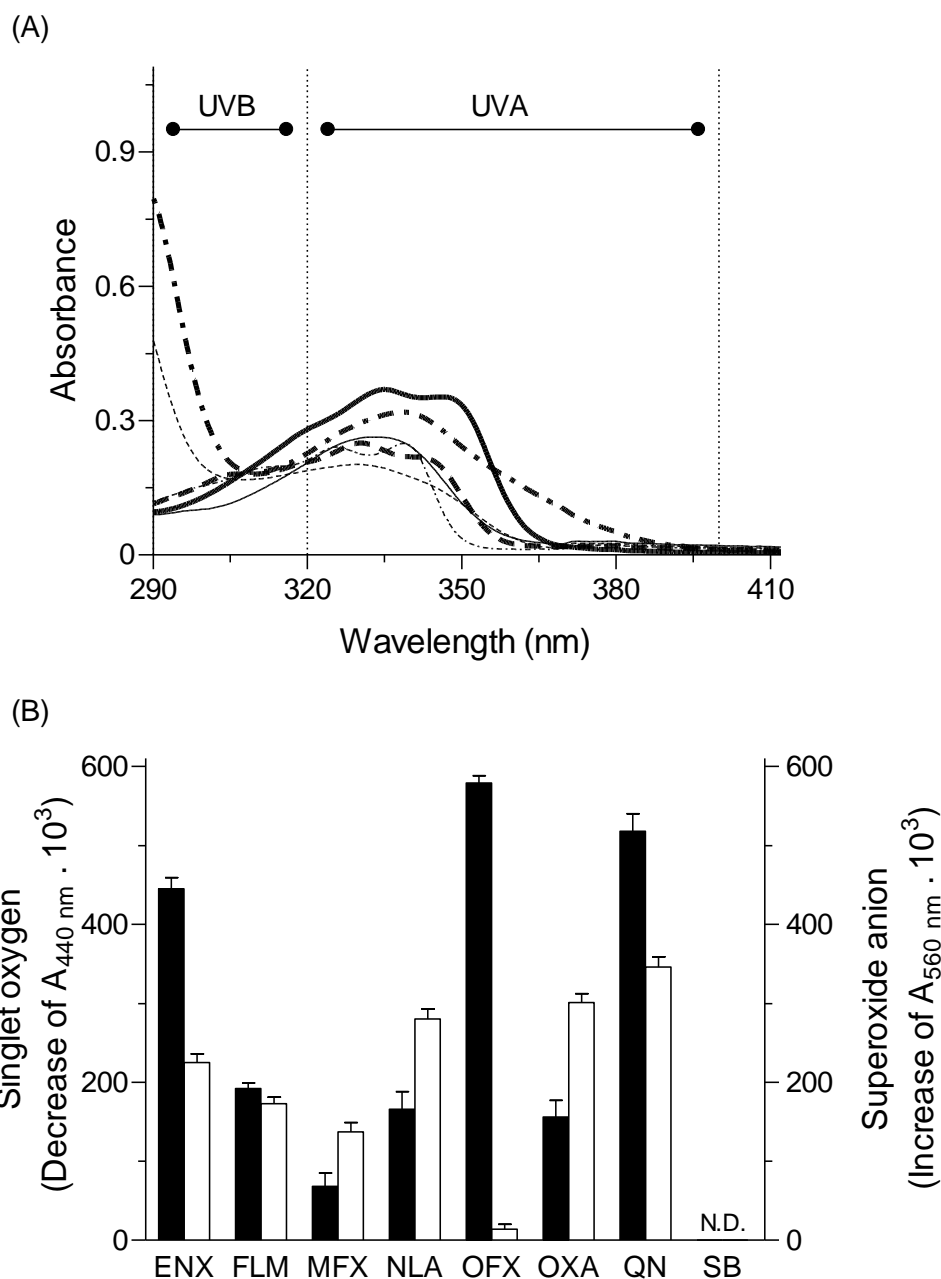 (A)
UVB
UVA
0.9
0.6
0.3
0
Absorbance
290
320
350
380
410
Wavelength (nm)
(B)
600
400
200
0
Singlet oxygen
(Decrease of A440 nm · 10³)
600
400
200
0
Superoxide anion
(Increase of A560 nm · 10³)
N.D.
ENX FLM MFX NLA OFX OXA QN SB